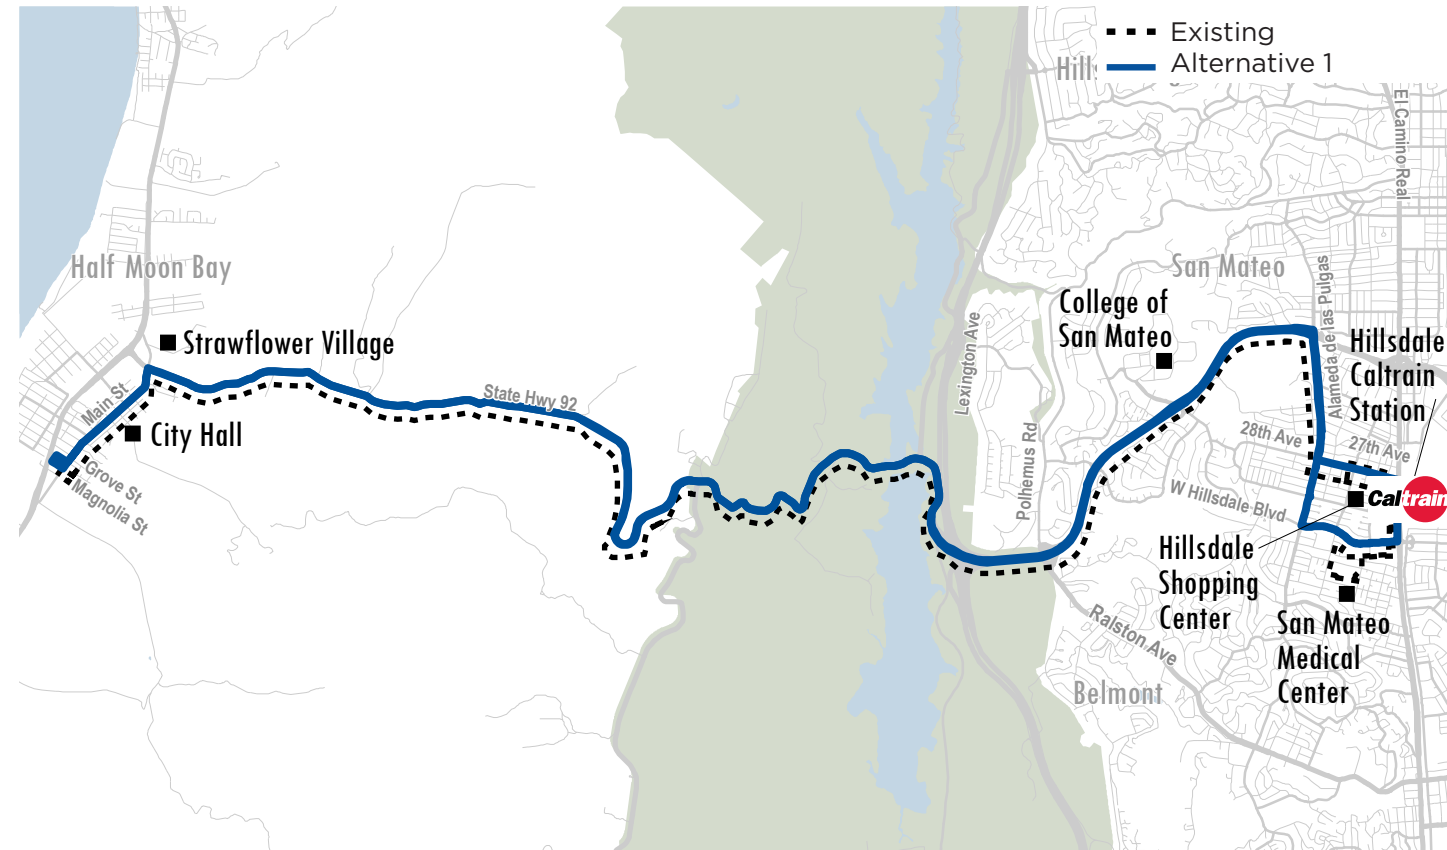 Existing
Alternative 1
El Camino Real
Half Moon Bay
San Mateo
Alameda de las Pulgas
College of
San Mateo
Lexington Ave
Strawflower Village
Hillsdale
Caltrain
Station
Main St
State Hwy 92
City Hall
28th Ave
27th Ave
Polhemus Rd
Grove St
Magnolia St
W Hillsdale Blvd
Caltrain
Hillsdale
Shopping
Center
Ralston Ave
San Mateo
Medical
Center
Belmont